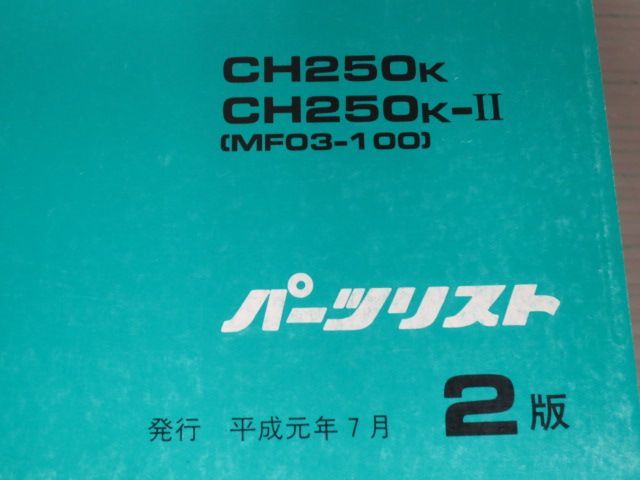 CH250K
CH250K-II
(MF03-100)
パーツリスト
発行 平成元年7月 2版